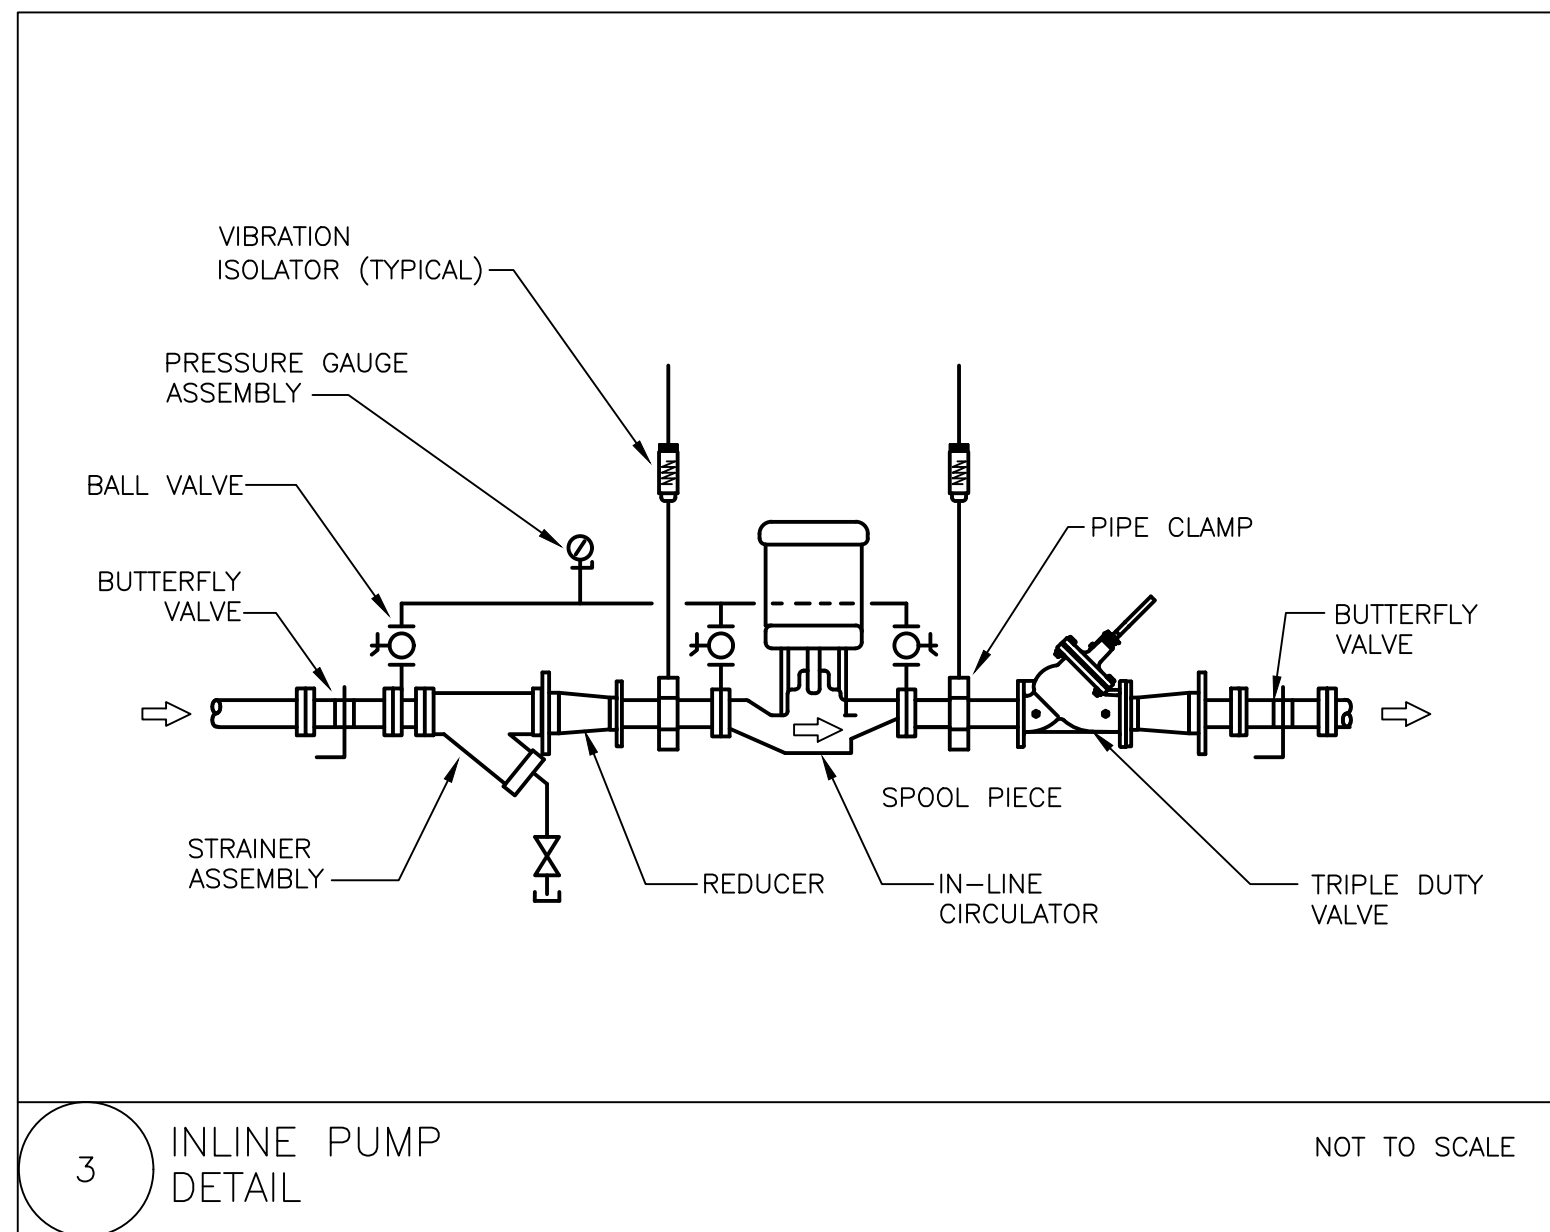 VIBRATION
ISOLATOR (TYPICAL)
PRESSURE GAUGE
ASSEMBLY
BALL VALVE
BUTTERFLY
VALVE
PIPE CLAMP
BUTTERFLY
VALVE
SPOOL PIECE
STRAINER
ASSEMBLY
REDUCER
IN-LINE
CIRCULATOR
TRIPLE DUTY
VALVE
3
INLINE PUMP
DETAIL
NOT TO SCALE